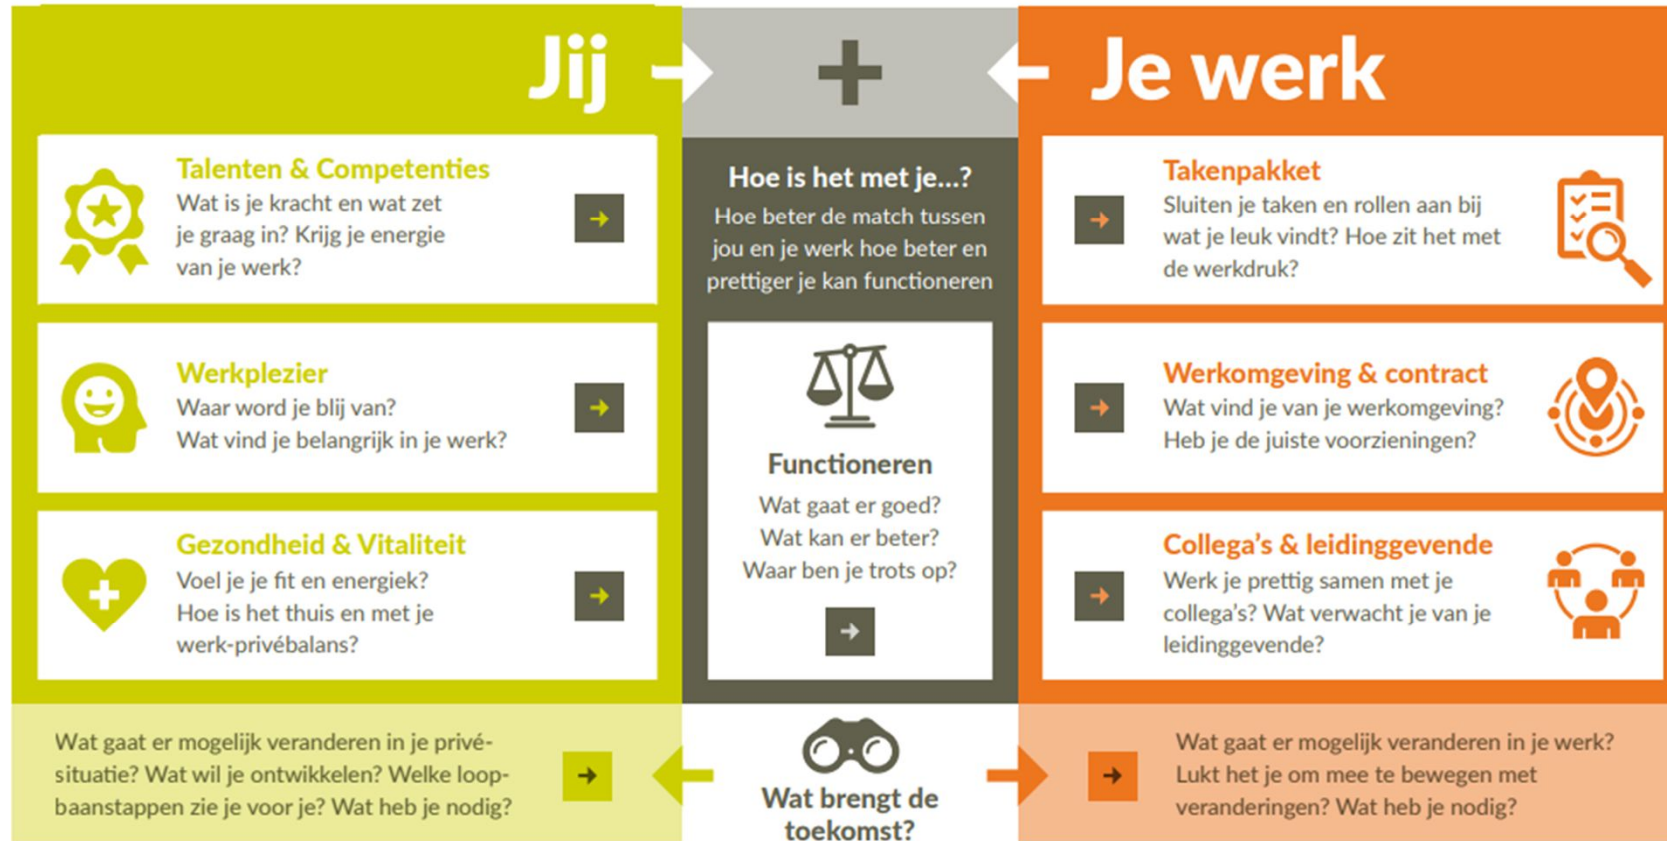 Jij
+
Je werk
Talenten & Competenties
Wat is je kracht en wat zet
je graag in? Krijg je energie
van je werk?
Werkplezier
Waar word je blij van?
Wat vind je belangrijk in je werk?
Gezondheid & Vitaliteit
Voel je je fit en energiek?
Hoe is het thuis en met je
werk-privébalans?
Hoe is het met je...?
Hoe beter de match tussen
jou en je werk hoe beter en
prettiger je kan functioneren
Functioneren
Wat gaat er goed?
Wat kan er beter?
Waar ben je trots op?
Takenpakket
Sluiten je taken en rollen aan bij
wat je leuk vindt? Hoe zit het met
de werkdruk?
Werkomgeving & contract
Wat vind je van je werkomgeving?
Heb je de juiste voorzieningen?
Collega's & leidinggevende
Werk je prettig samen met je
collega's? Wat verwacht je van je
leidinggevende?
Wat gaat er mogelijk veranderen in je privé-
situatie? Wat wil je ontwikkelen? Welke loop-
baanstappen zie je voor je? Wat heb je nodig?
Wat brengt de
toekomst?
Wat gaat er mogelijk veranderen in je werk?
Lukt het je om mee te bewegen met
veranderingen? Wat heb je nodig?